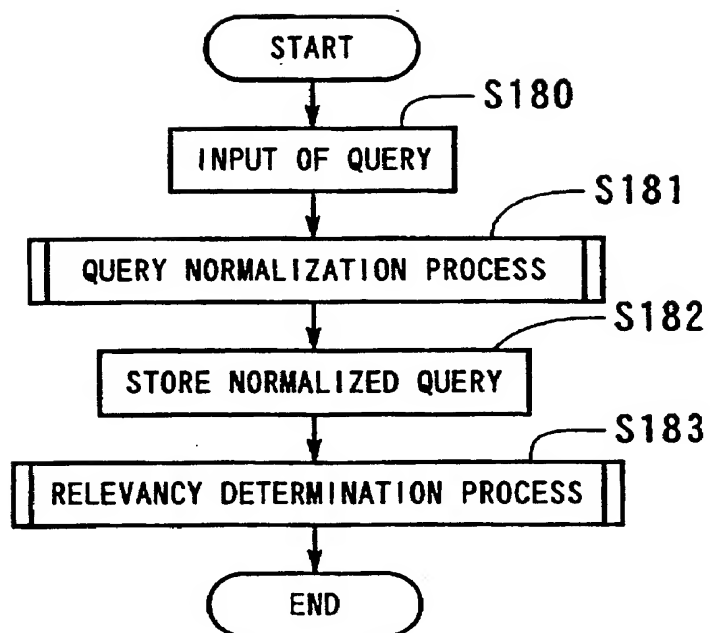 START
S180
INPUT OF QUERY
S181
QUERY NORMALIZATION PROCESS
S182
STORE NORMALIZED QUERY
S183
RELEVANCY DETERMINATION PROCESS
END